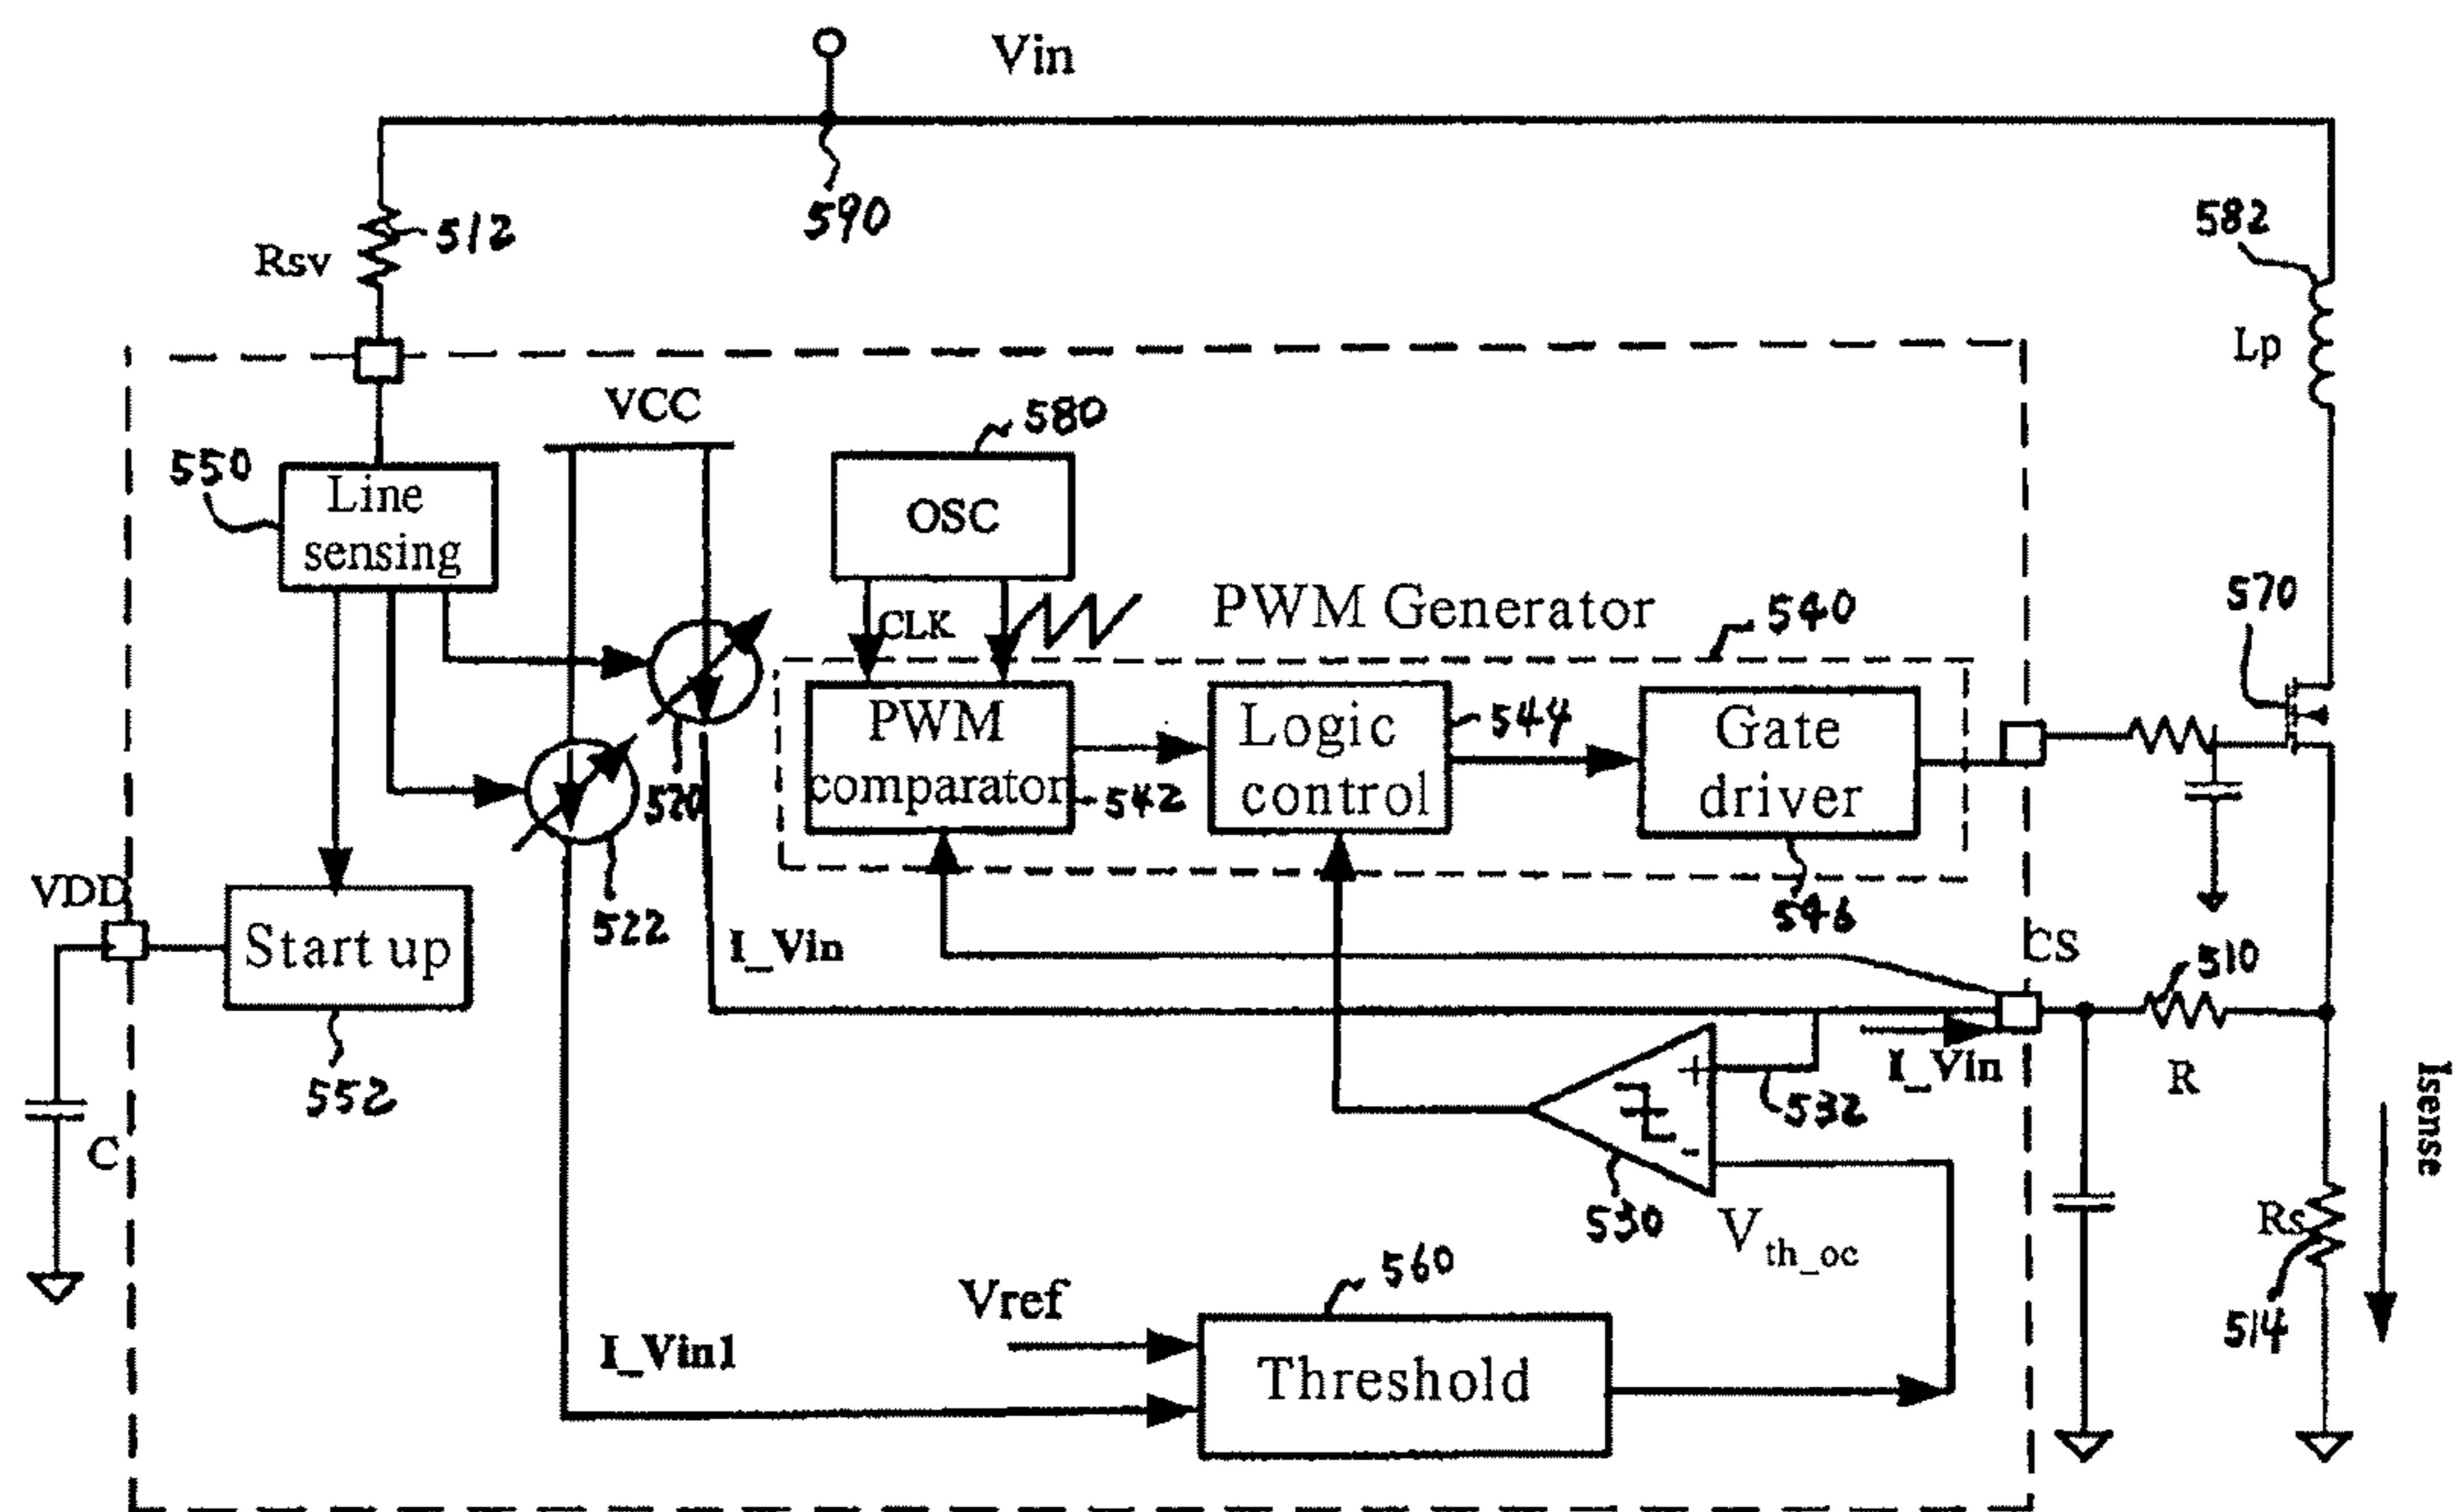 Vin
590
512
Rsv
582
Lp
VCC
580
550
Line
sensing
OSC
CLK
PWM Generator
540
570
PWM
comparator
542
Logic
control
544
Gate
driver
546
520
522
VDD
Start up
552
C
I_Vin
CS
510
R
I_Vin
+
-
532
530
V th_oc
Isense
Rs
514
Vref
560
I_Vin1
Threshold